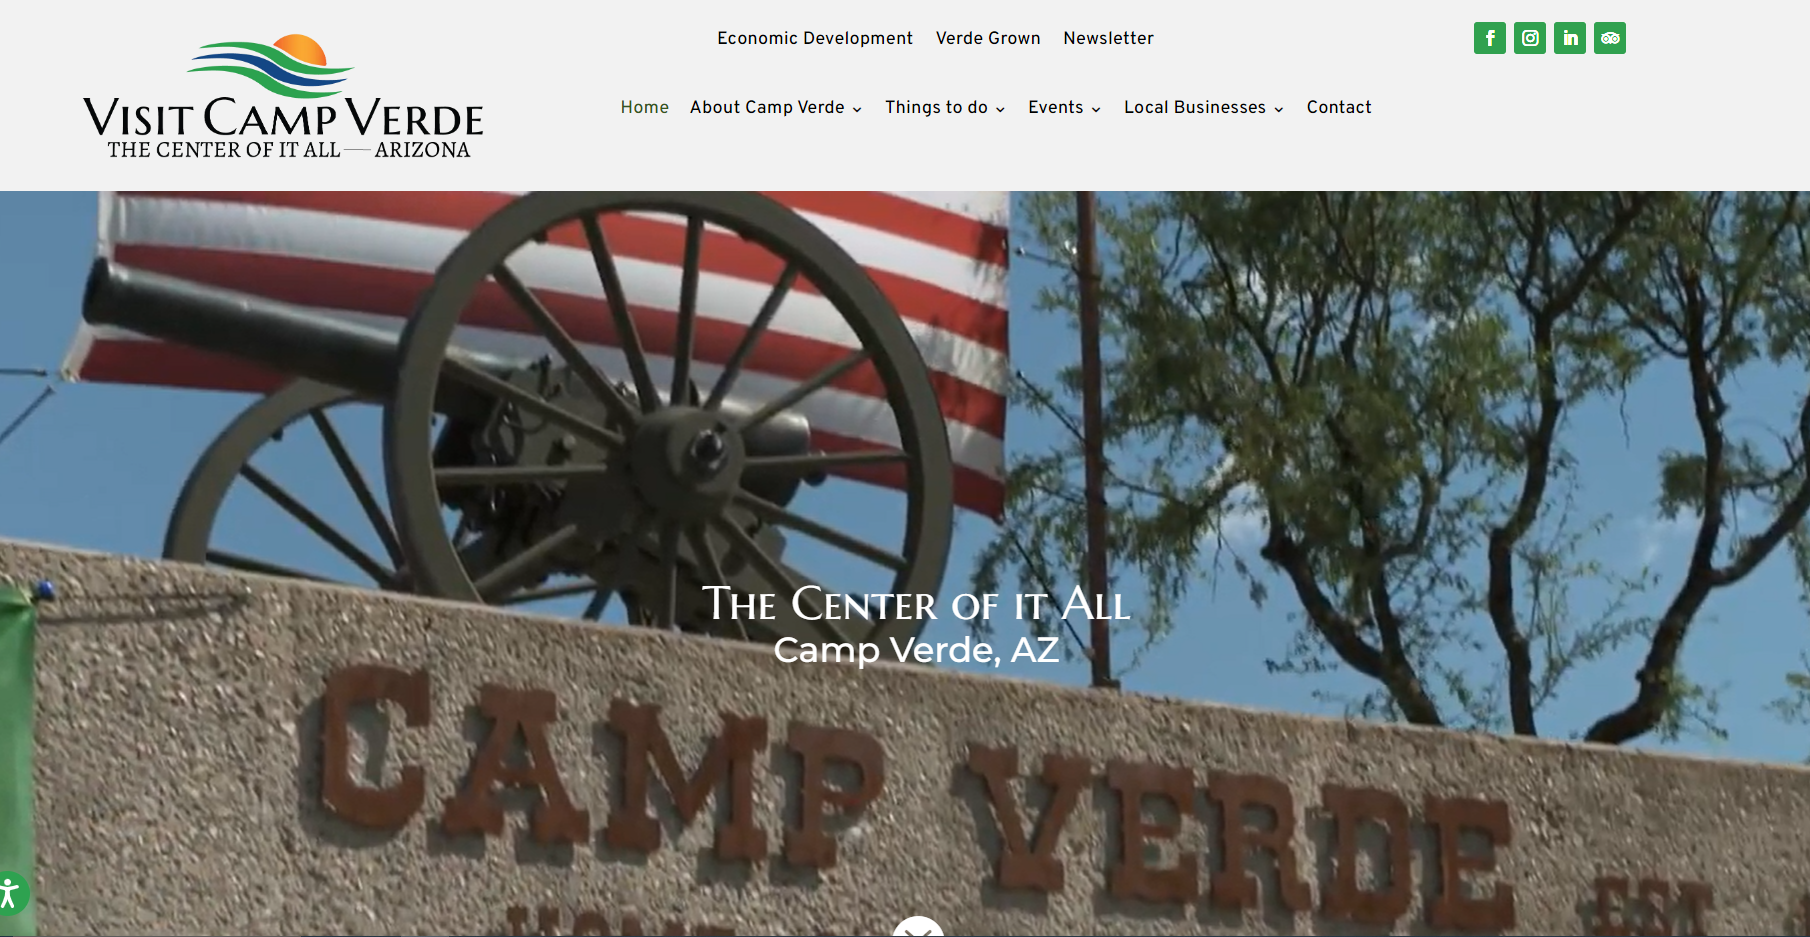 Economic Development Verde Grown Newsletter
VISIT CAMP VERDE
THE CENTER OF IT ALL — ARIZONA
Home About Camp Verde Things to do Events Local Businesses Contact
The Center of it All
Camp Verde, AZ
CAMP VERDE
EST